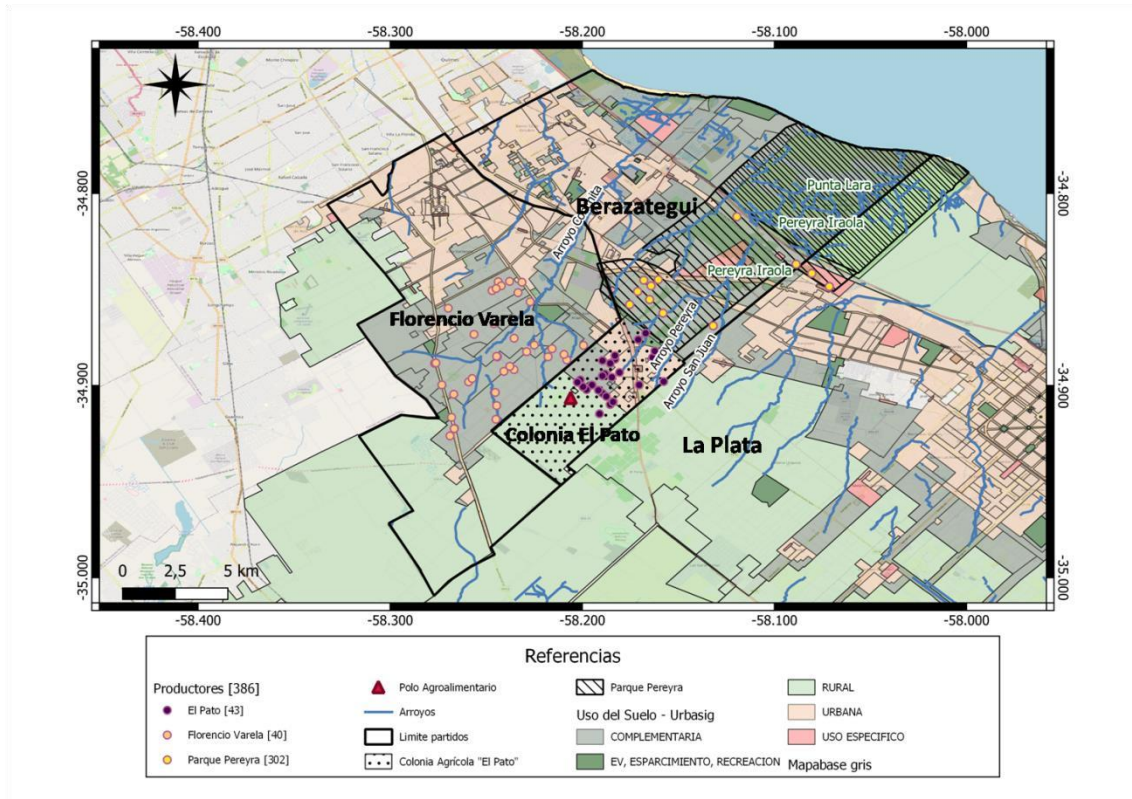 -58.400 -58.300 -58.200 -58.100 -58.000
-34.800
-34.800
Punta Lara
Arroyo
Berazategui
Pereyra Iraola
Pereyra Iraola
Florencio Varela
Arroyo Pereyra
Arroyo San Juan
-34.900
-34.900
Colonia El Pato
La Plata
0 2,5 5 km
-35.000
-35.000
-58.400 -58.300 -58.200 -58.100 -58.000
Referencias
Productores [386]
El Pato [43]
Florencio Varela [40]
Parque Pereyra [302]
Polo Agroalimentario
Arroyos
Limite partidos
Colonia Agrícola "El Pato"
Parque Pereyra
Uso del Suelo - Urbasig
COMPLEMENTARIA
EV, ESPARCIMIENTO, RECREACION
RURAL
URBANA
USO ESPECIFICO
Mapabase gris